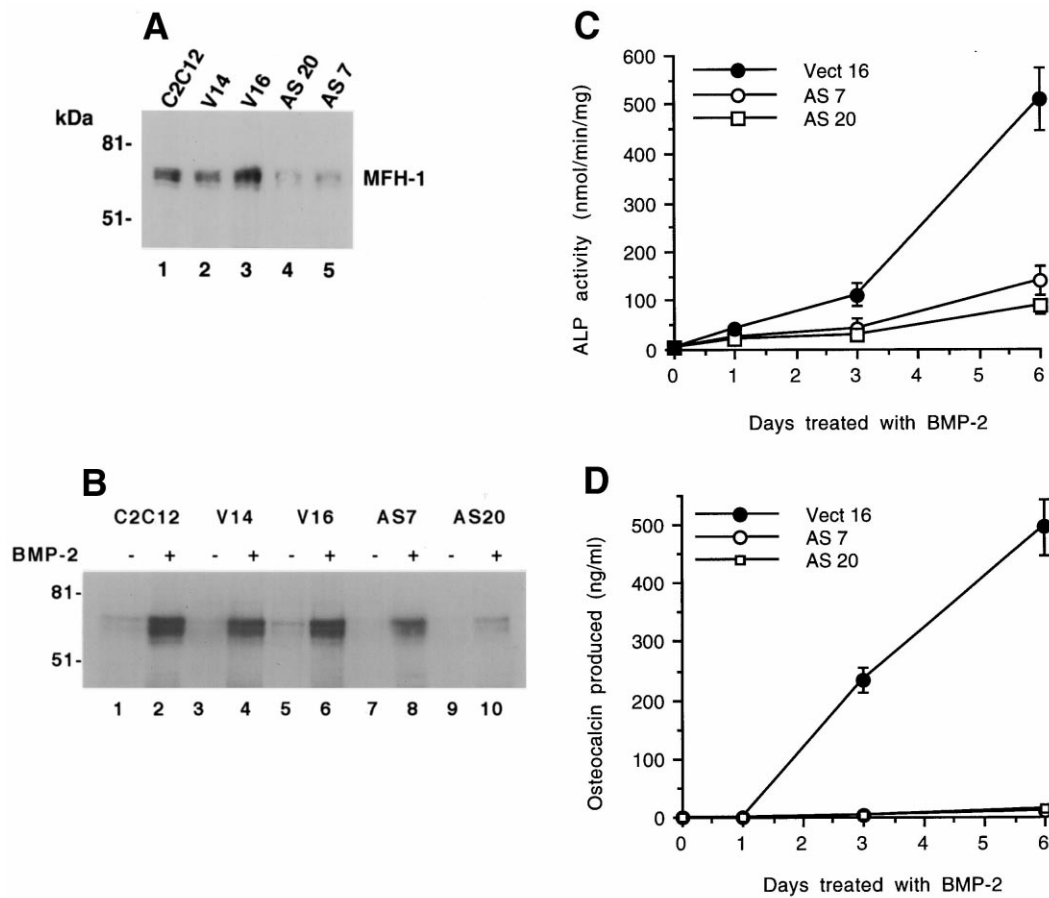 A
C2C12 V14 V16 AS 20 AS 7
kDa
81-
MFH-1
51-
1 2 3 4 5
B
C2C12 V14 V16 AS7 AS20
BMP-2 - + - + - + - + - +
81-
51-
1 2 3 4 5 6 7 8 9 10
C
Vect 16
AS 7
AS 20
ALP activity (nmol/min/mg)
600
500
400
300
200
100
0
0 1 2 3 4 5 6
Days treated with BMP-2
D
Vect 16
AS 7
AS 20
Osteocalcin produced (ng/ml)
500
400
300
200
100
0
0 1 2 3 4 5 6
Days treated with BMP-2